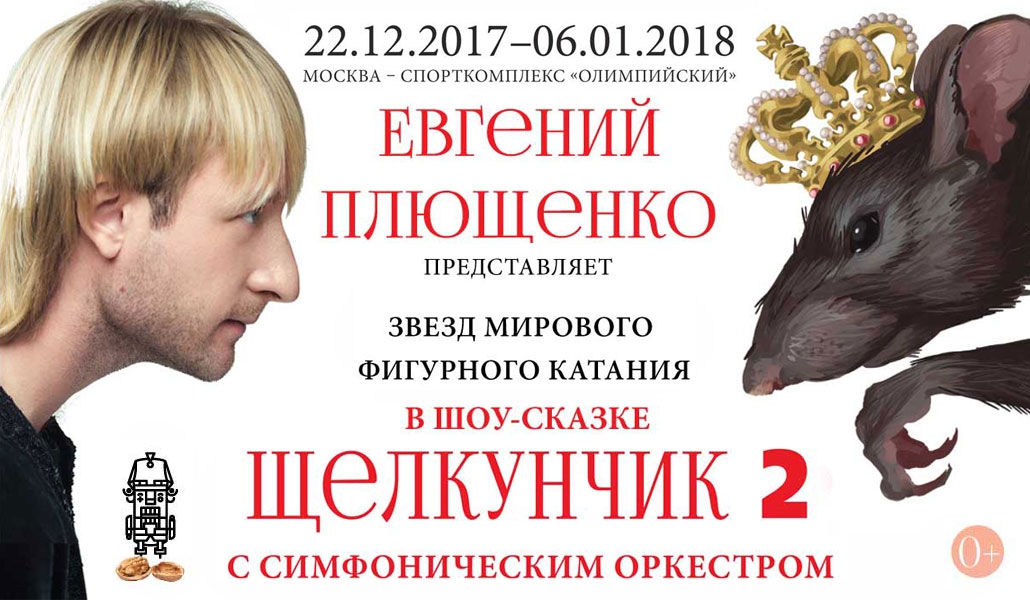 22.12.2017–06.01.2018
МОСКВА – СПОРТКОМПЛЕКС «ОЛИМПИЙСКИЙ»
ЕВГЕНИЙ
ПЛЮЩЕНКО
ПРЕДСТАВЛЯЕТ
ЗВЕЗД МИРОВОГО
ФИГУРНОГО КАТАНИЯ
В ШОУ-СКАЗКЕ
ЩЕЛКУНЧИК 2
С СИМФОНИЧЕСКИМ ОРКЕСТРОМ
0+